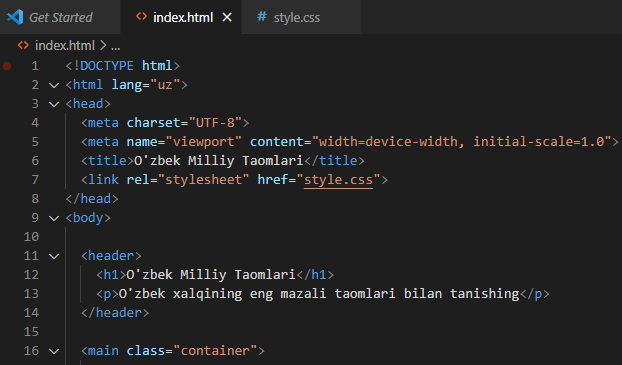 Get Started index.html # style.css
index.html > ...
1 <!DOCTYPE html>
2 <html lang="uz">
3 <head>
4 <meta charset="UTF-8">
5 <meta name="viewport" content="width=device-width, initial-scale=1.0">
6 <title>O'zbek Milliy Taomlari</title>
7 <link rel="stylesheet" href="style.css">
8 </head>
9 <body>
10
11 <header>
12 <h1>O'zbek Milliy Taomlari</h1>
13 <p>O'zbek xalqining eng mazali taomlari bilan tanishing</p>
14 </header>
15
16 <main class="container">